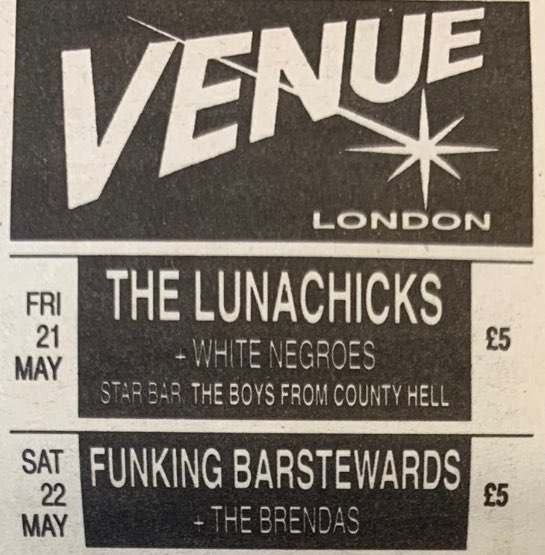 VENUE
LONDON
FRI
21
MAY
THE LUNACHICKS
+ WHITE NEGROES
STAR BAR THE BOYS FROM COUNTY HELL
£5
SAT
22
MAY
FUNKING BARSTEWARDS
+ THE BRENDAS
£5